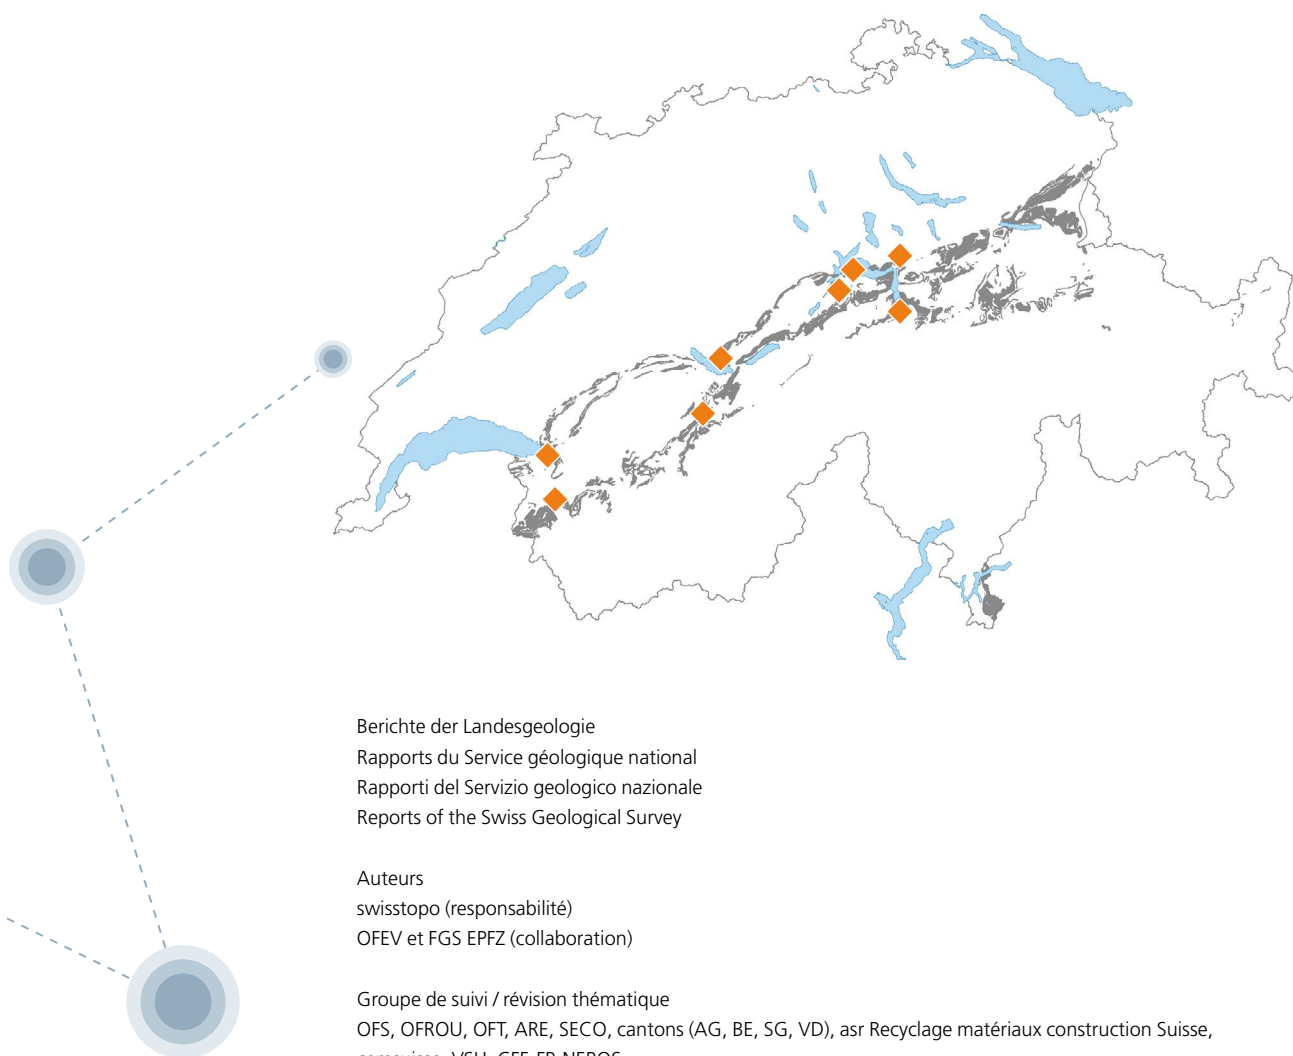 Berichte der Landesgeologie
Rapports du Service géologique national
Rapporti del Servizio geologico nazionale
Reports of the Swiss Geological Survey
Auteurs
swisstopo (responsabilité)
OFEV et FGS EPFZ (collaboration)
Groupe de suivi / révision thématique
OFS, OFROU, OFT, ARE, SECO, cantons (AG, BE, SG, VD), asr Recyclage matériaux construction Suisse,